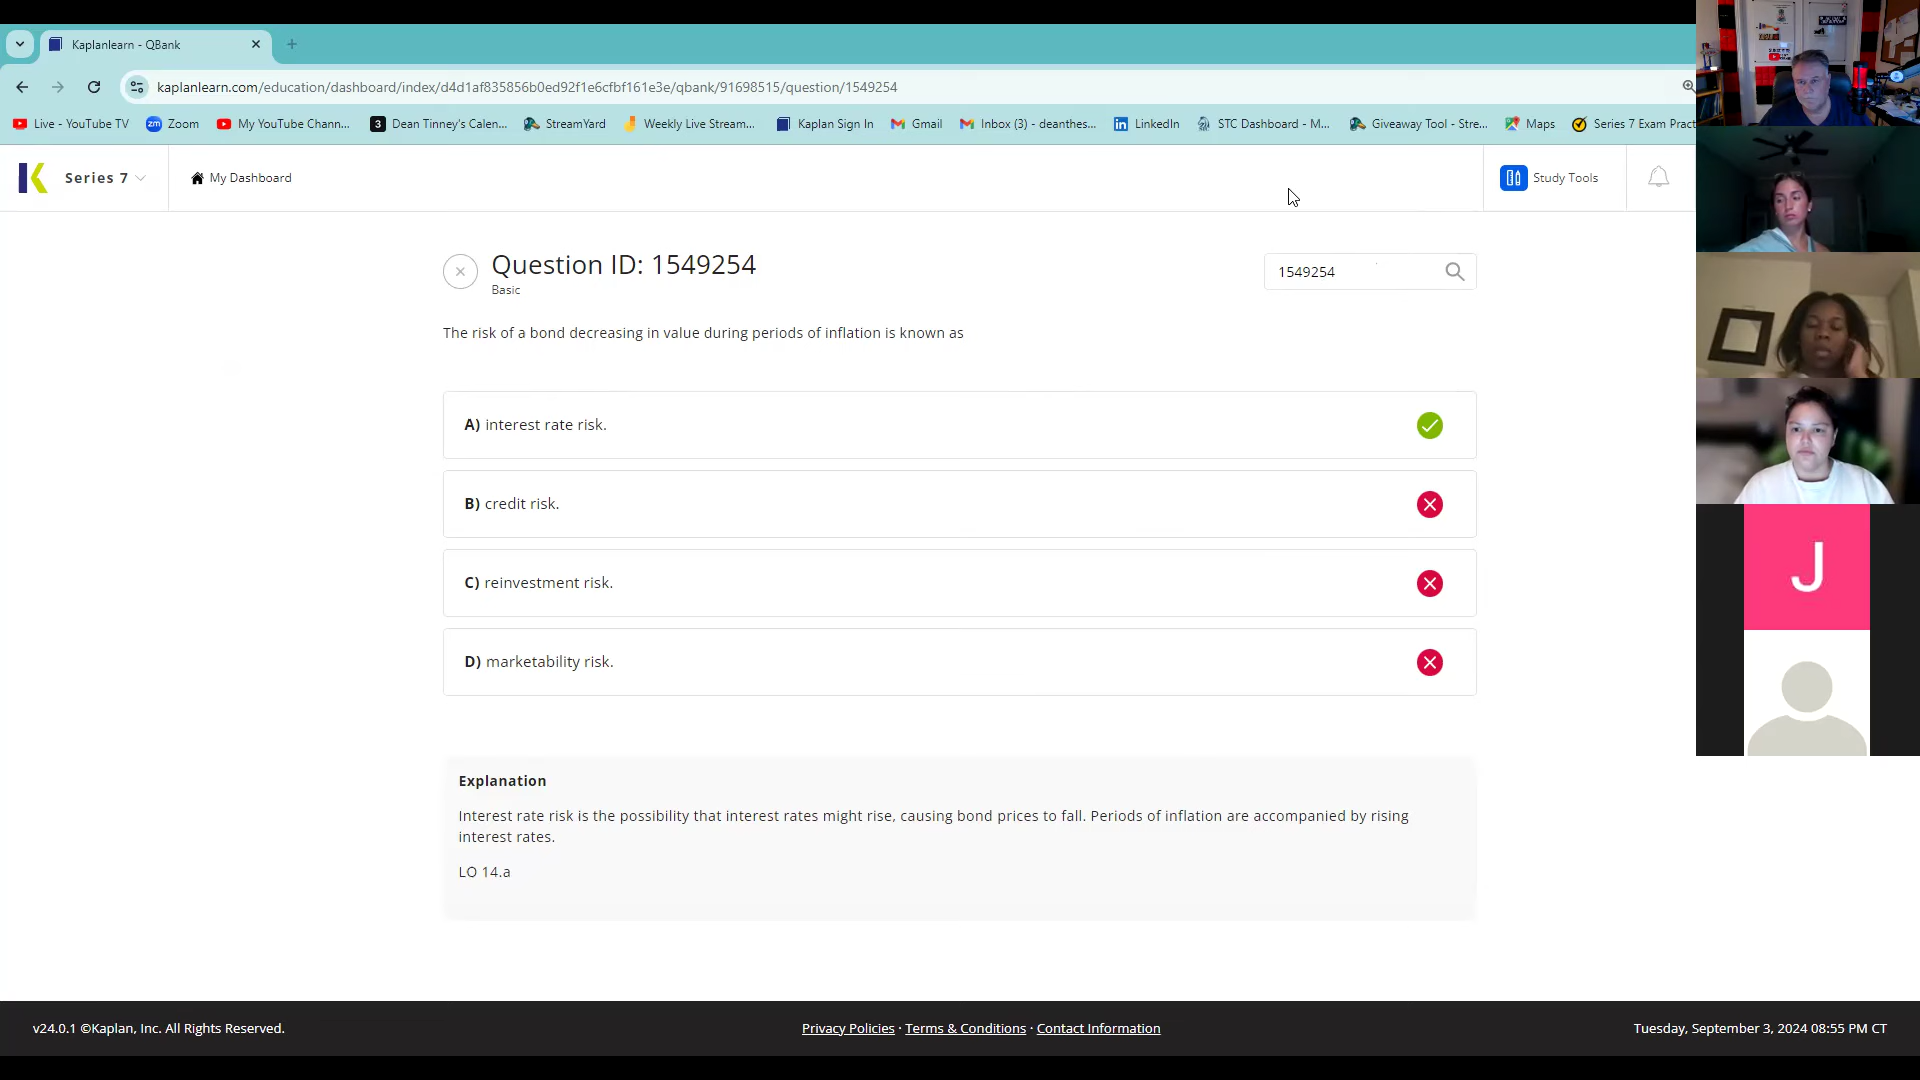 Kaplanlearn - QBank
kaplanlearn.com/education/dashboard/index/d4d1af835856b0ed92f1e6cfbf161e3e/qbank/91698515/question/1549254
Live - YouTube TV
Zoom
My YouTube Chann...
Dean Tinney's Calen...
StreamYard
Weekly Live Stream...
Kaplan Sign In
Gmail
Inbox (3) - deanthes...
LinkedIn
STC Dashboard - M...
Giveaway Tool - Stre...
Maps
Series 7 Exam Pract
Series 7
My Dashboard
Study Tools
Question ID: 1549254
Basic
1549254
The risk of a bond decreasing in value during periods of inflation is known as
A) interest rate risk.
B) credit risk.
C) reinvestment risk.
D) marketability risk.
Explanation
Interest rate risk is the possibility that interest rates might rise, causing bond prices to fall. Periods of inflation are accompanied by rising
interest rates.
LO 14.a
J
v24.0.1 ©Kaplan, Inc. All Rights Reserved.
Privacy Policies · Terms & Conditions · Contact Information
Tuesday, September 3, 2024 08:55 PM CT